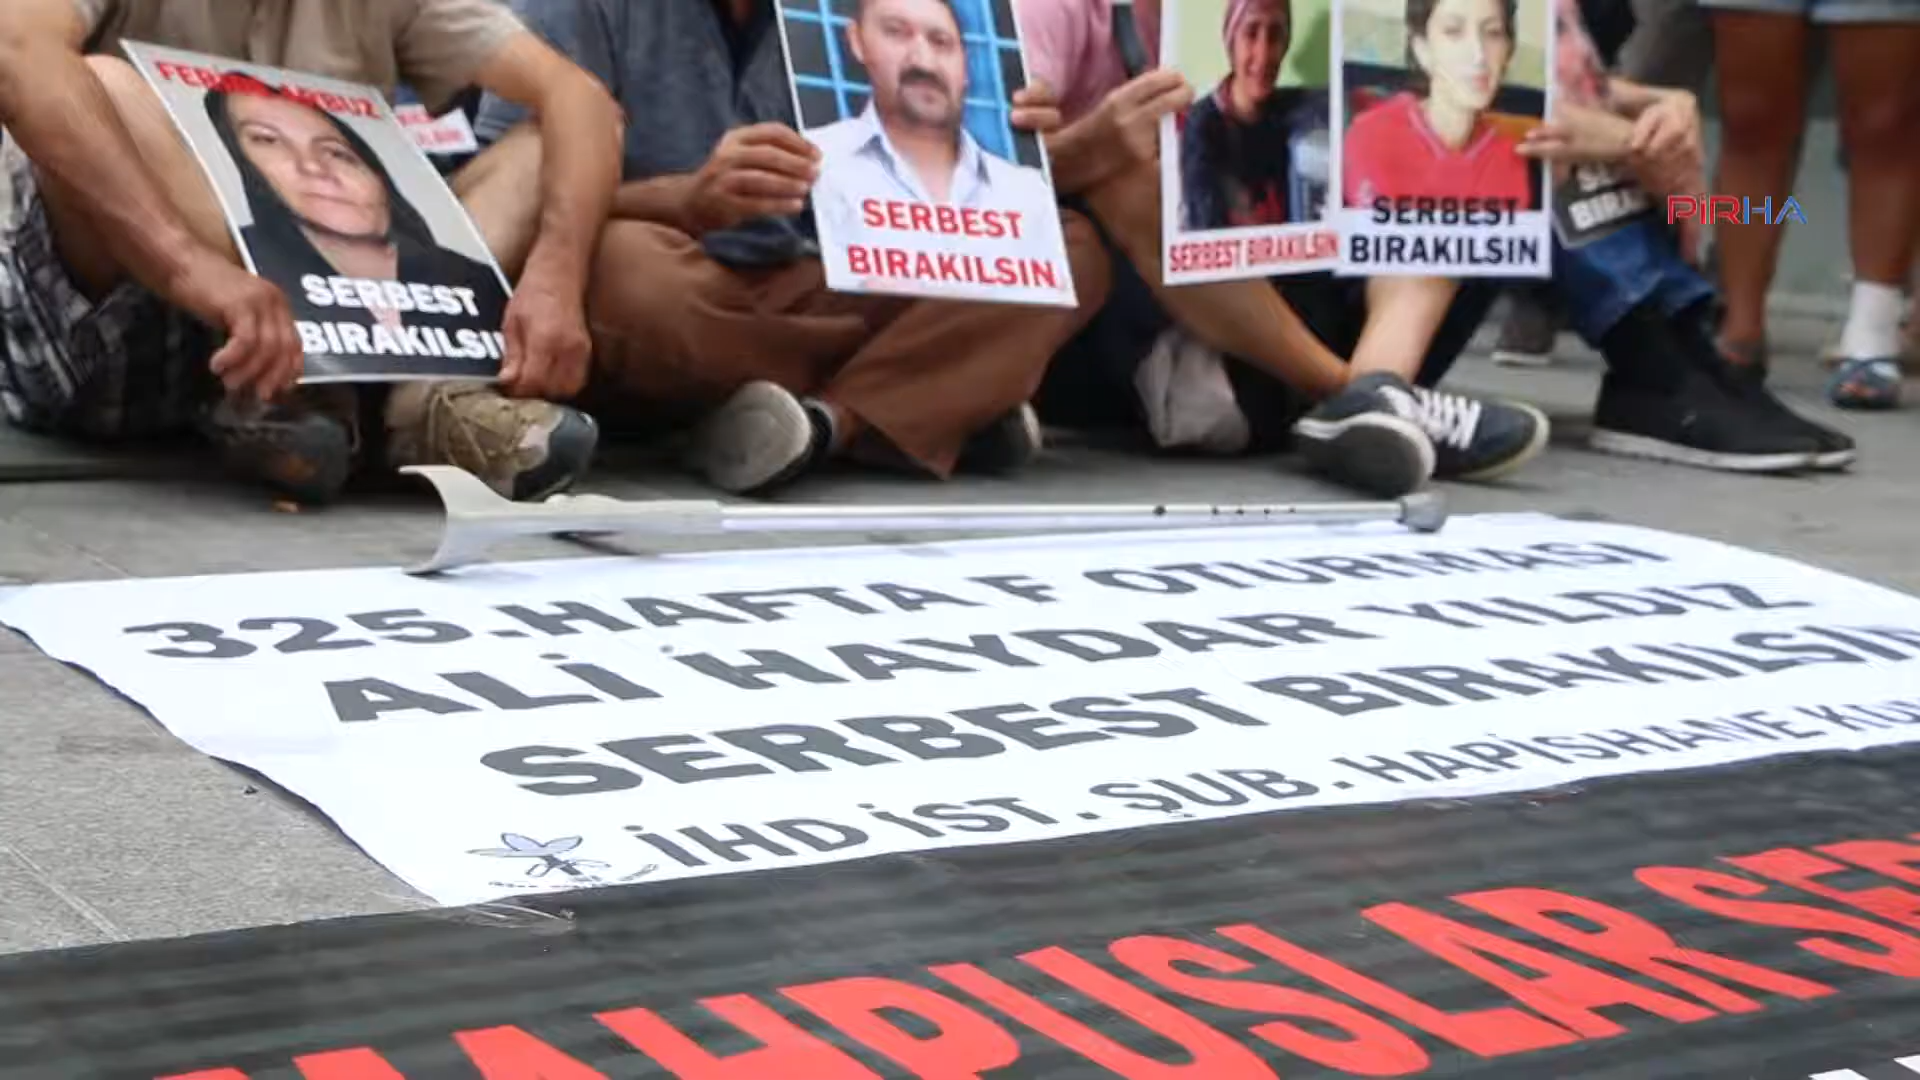 SERBEST
BIRAKILSIN
SERBEST
BIRAKILSIN
SERBEST BIRAKILSIN
SERBEST
BIRAKILSIN
PİRHA
325.HAFTA F OTURMASI
ALİ HAYDAR YILDIZ
SERBEST BIRAKILSIN
İHD İST. ŞUB. HAPİSHANE
MAHPUSLAR